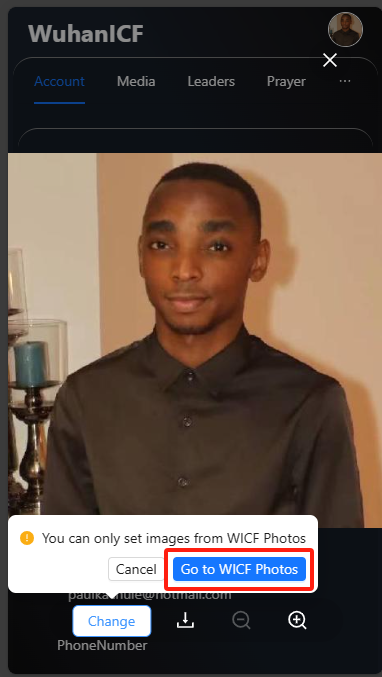 WuhanICF
Account Media Leaders Prayer ...
You can only set images from WICF Photos
Cancel Go to WICF Photos
Change
PhoneNumber